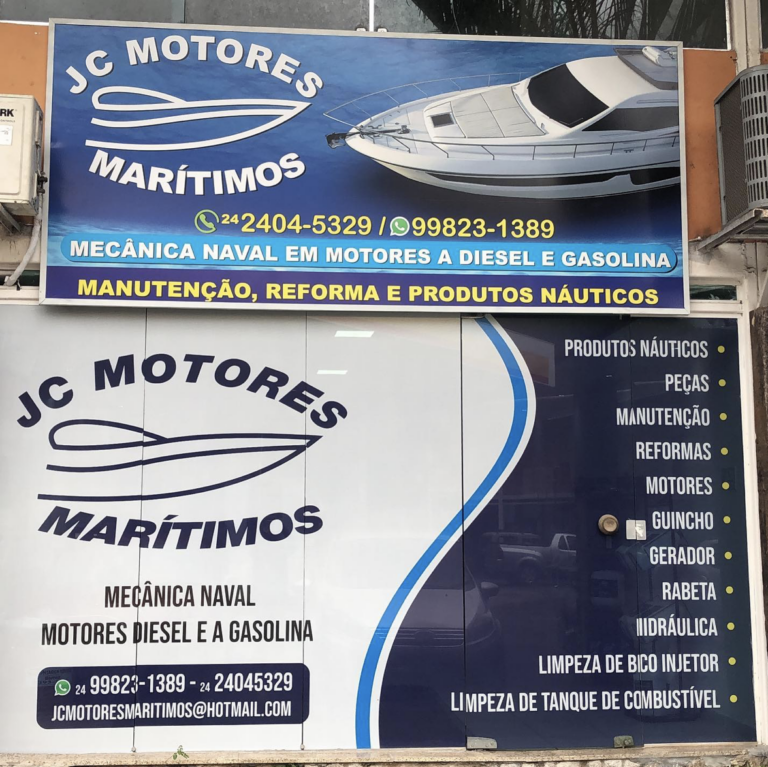 JC MOTORES
MARÍTIMOS
24 2404-5329 / 99823-1389
MECÂNICA NAVAL EM MOTORES A DIESEL E GASOLINA
MANUTENÇÃO, REFORMA E PRODUTOS NÁUTICOS
JC MOTORES
MARÍTIMOS
MECÂNICA NAVAL
MOTORES DIESEL E A GASOLINA
24 99823-1389 - 24 24045329
JCMOTORESMARITIMOS@HOTMAIL.COM
PRODUTOS NÁUTICOS
PEÇAS
MANUTENÇÃO
REFORMAS
MOTORES
GUINCHO
GERADOR
RABETA
HIDRÁULICA
LIMPEZA DE BICO INJETOR
LIMPEZA DE TANQUE DE COMBUSTÍVEL